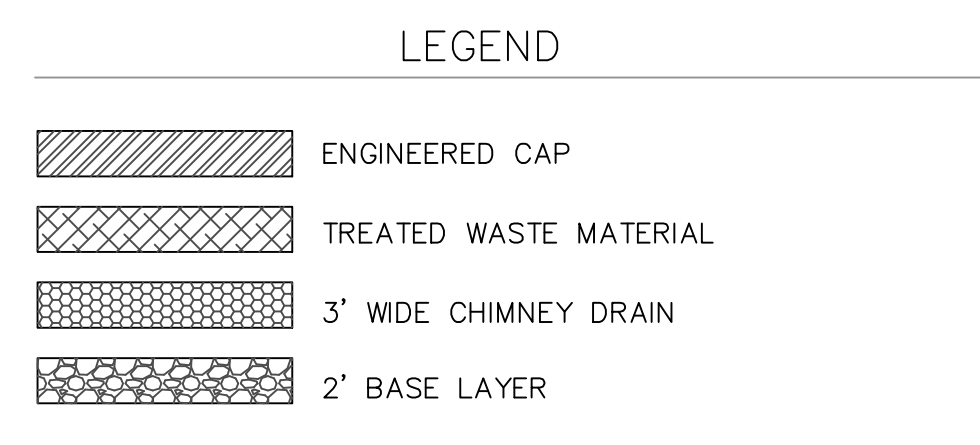 LEGEND
ENGINEERED CAP
TREATED WASTE MATERIAL
3' WIDE CHIMNEY DRAIN
2' BASE LAYER